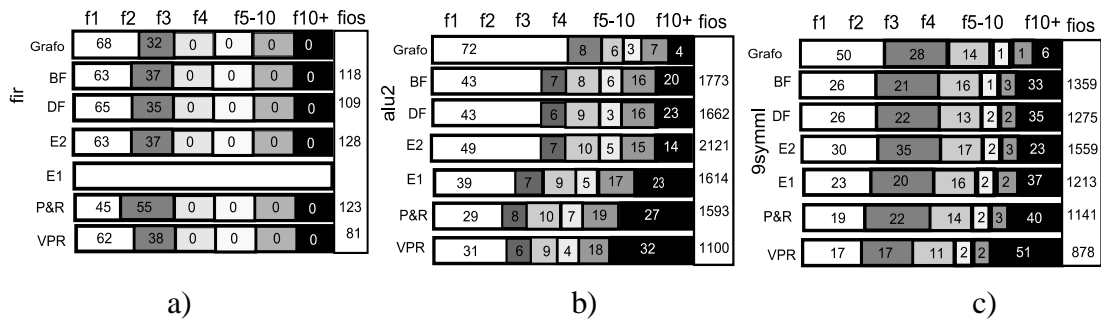 f1 f2 f3 f4 f5-10 f10+ fios
fir
Grafo 68 32 0 0 0 0
BF 63 37 0 0 0 0 118
DF 65 35 0 0 0 0 109
E2 63 37 0 0 0 0 128
E1
P&R 45 55 0 0 0 0 123
VPR 62 38 0 0 0 0 81
a)
f1 f2 f3 f4 f5-10 f10+ fios
alu2
Grafo 72 8 6 3 7 4
BF 43 7 8 6 16 20 1773
DF 43 6 9 3 16 23 1662
E2 49 7 10 5 15 14 2121
E1 39 7 9 5 17 23 1614
P&R 29 8 10 7 19 27 1593
VPR 31 6 9 4 18 32 1100
b)
f1 f2 f3 f4 f5-10 f10+ fios
9symml
Grafo 50 28 14 1 1 6
BF 26 21 16 1 3 33 1359
DF 26 22 13 2 2 35 1275
E2 30 35 17 2 3 23 1559
E1 23 20 16 2 2 37 1213
P&R 19 22 14 2 3 40 1141
VPR 17 17 11 2 2 51 878
c)